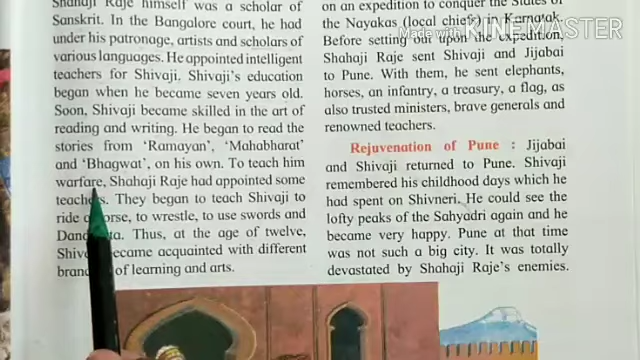 Shahaji Raje himself was a scholar of
Sanskrit. In the Bangalore court, he had
under his patronage, artists and scholars of
various languages. He appointed intelligent
teachers for Shivaji. Shivaji's education
began when he became seven years old.
Soon, Shivaji became skilled in the art of
reading and writing. He began to read the
stories from 'Ramayan', 'Mahabharat'
and 'Bhagwat', on his own. To teach him
warfare, Shahaji Raje had appointed some
teachers. They began to teach Shivaji to
ride a horse, to wrestle, to use swords and
Thus, at the age of twelve,
became acquainted with different
of learning and arts.
on an expedition to conquer the States of
the Nayakas (local chiefs) in Karnatak.
Before setting out upon the expedition,
Shahaji Raje sent Shivaji and Jijabai
to Pune. With them, he sent elephants,
horses, an infantry, a treasury, a flag, as
also trusted ministers, brave generals and
renowned teachers.
Rejuvenation of Pune : Jijabai
and Shivaji returned to Pune. Shivaji
remembered his childhood days which he
had spent on Shivneri. He could see the
lofty peaks of the Sahyadri again and he
became very happy. Pune at that time
was not such a big city. It was totally
devastated by Shahaji Raje's enemies.
Made with KINEMASTER